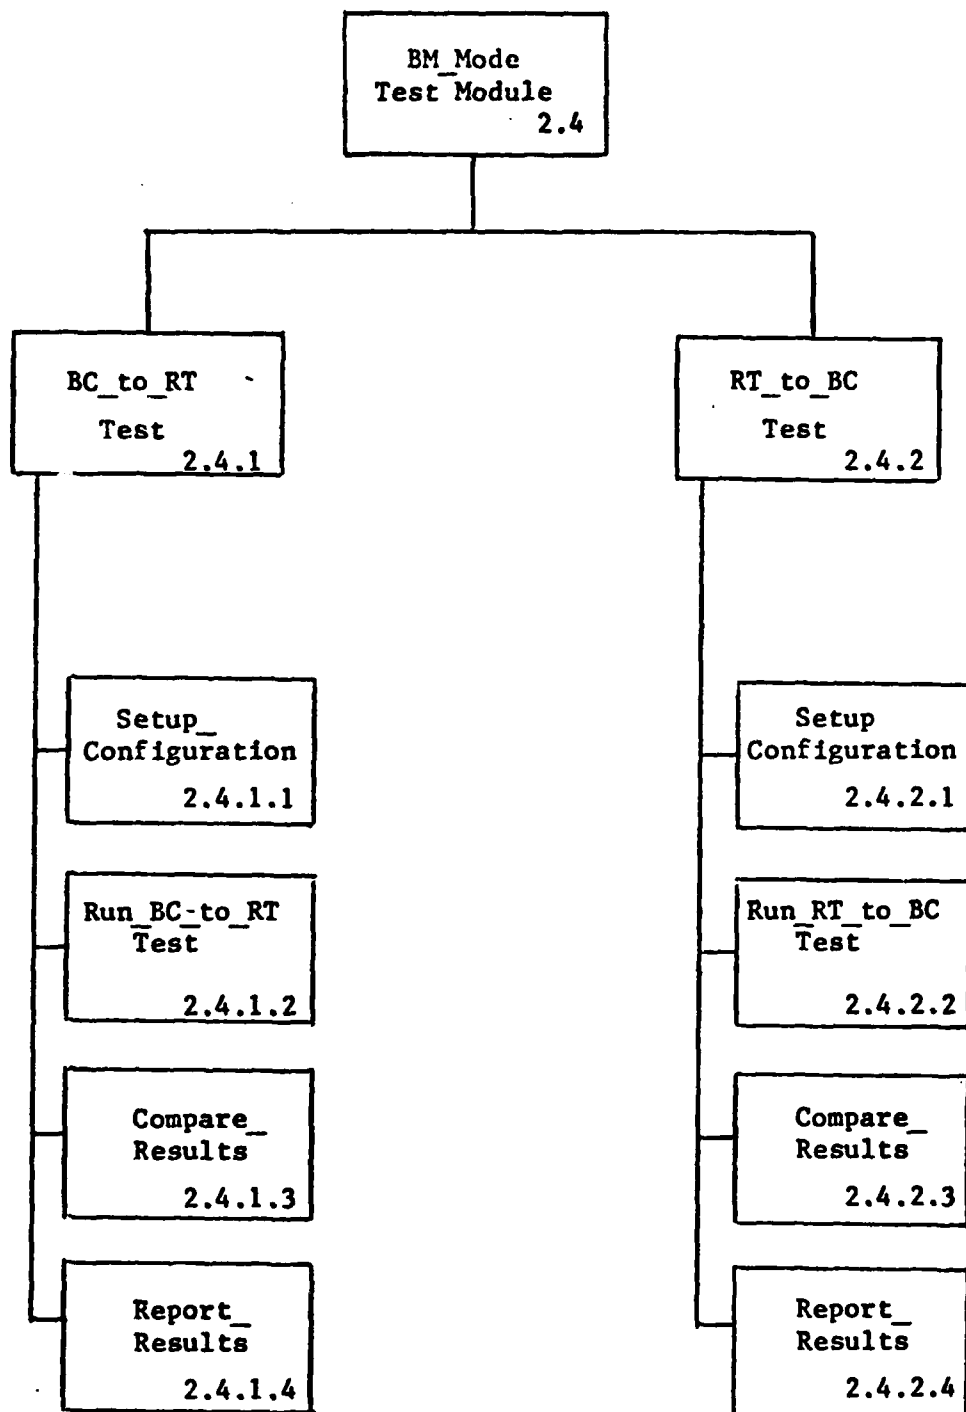 BM_Mode
Test Module
2.4
BC_to_RT
Test
2.4.1
RT_to_BC
Test
2.4.2
Setup_
Configuration
2.4.1.1
Run_BC-to_RT
Test
2.4.1.2
Compare_
Results
2.4.1.3
Report_
Results
2.4.1.4
Setup
Configuration
2.4.2.1
Run_RT_to_BC
Test
2.4.2.2
Compare_
Results
2.4.2.3
Report_
Results
2.4.2.4